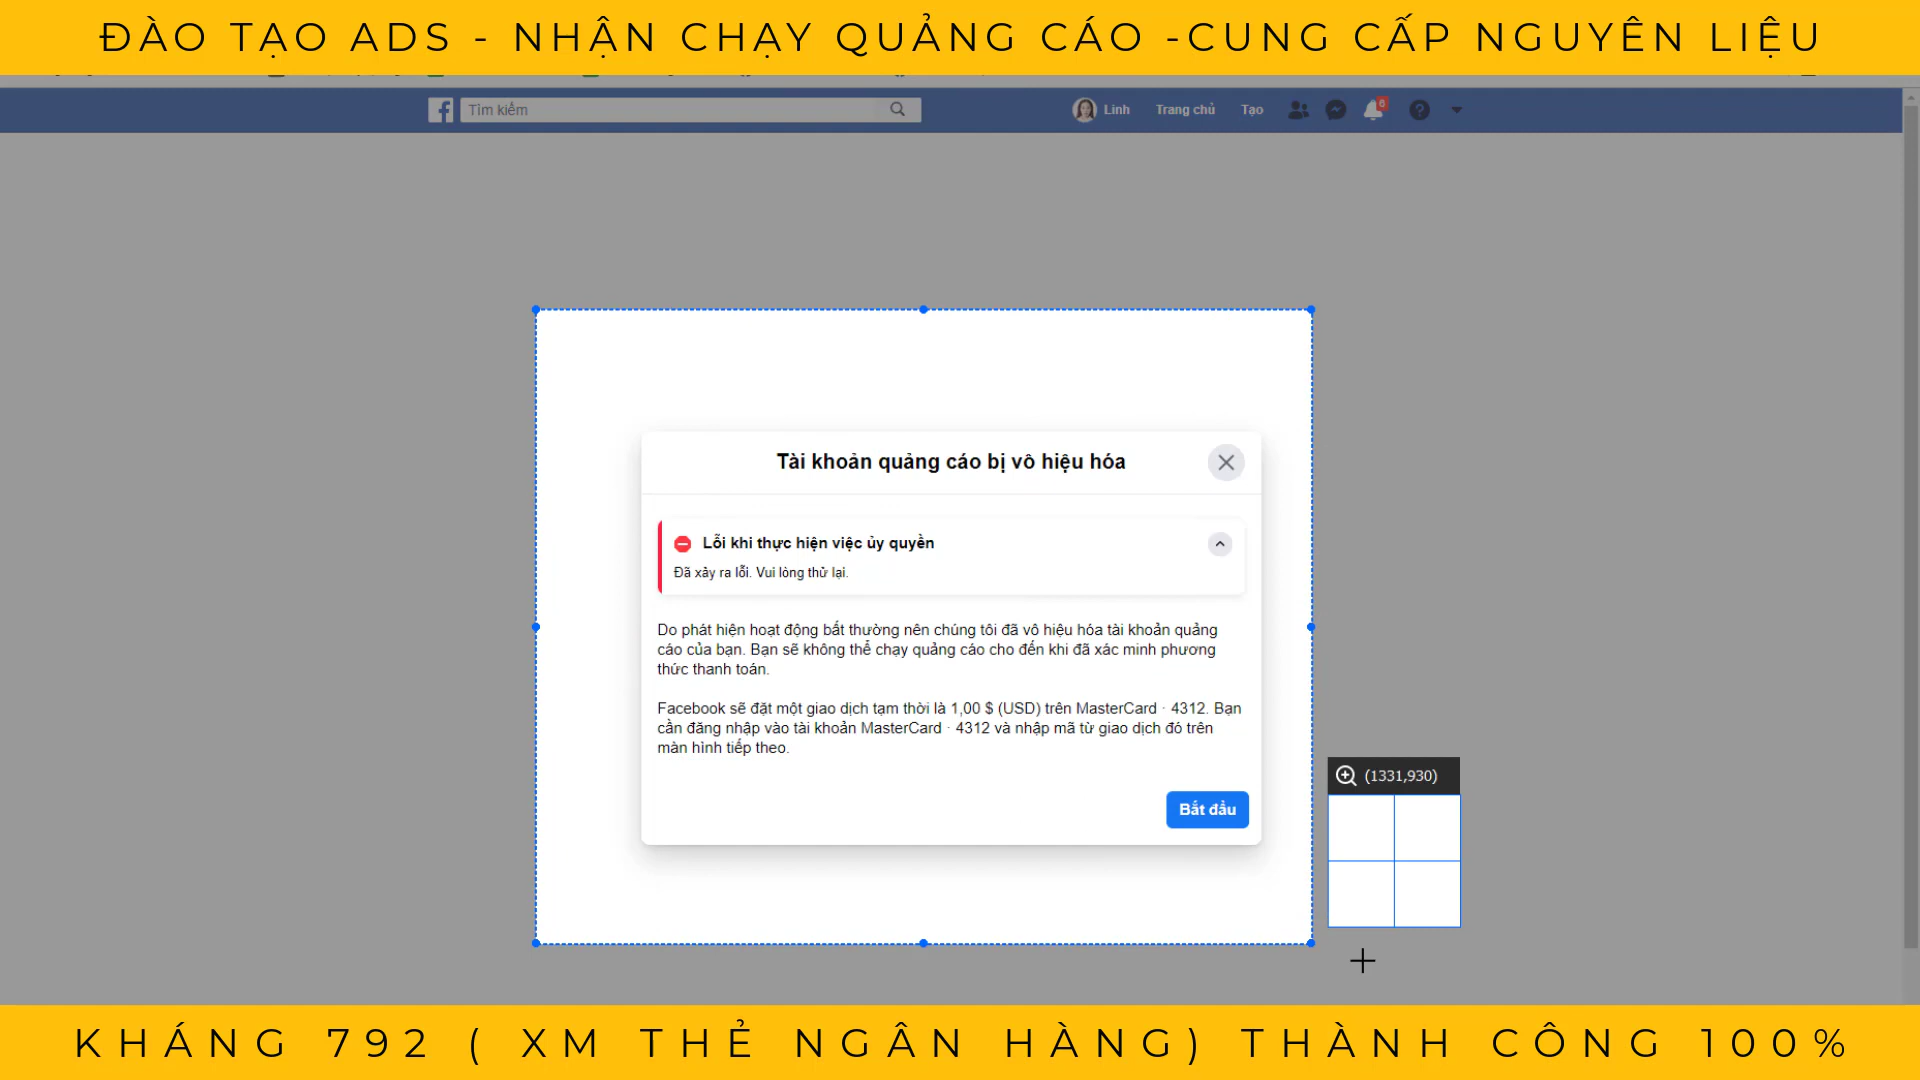 ĐÀO TẠO ADS - NHẬN CHẠY QUẢNG CÁO -CUNG CẤP NGUYÊN LIỆU
Tìm kiếm
Linh Trang chủ Tạo 6
Tài khoản quảng cáo bị vô hiệu hóa
Lỗi khi thực hiện việc ủy quyền
Đã xảy ra lỗi. Vui lòng thử lại.
Do phát hiện hoạt động bất thường nên chúng tôi đã vô hiệu hóa tài khoản quảng
cáo của bạn. Bạn sẽ không thể chạy quảng cáo cho đến khi đã xác minh phương
thức thanh toán.
Facebook sẽ đặt một giao dịch tạm thời là 1,00 $ (USD) trên MasterCard · 4312. Bạn
cần đăng nhập vào tài khoản MasterCard · 4312 và nhập mã từ giao dịch đó trên
màn hình tiếp theo.
(1331,930)
Bắt đầu
KHÁNG 792 ( XM THẺ NGÂN HÀNG) THÀNH CÔNG 100%